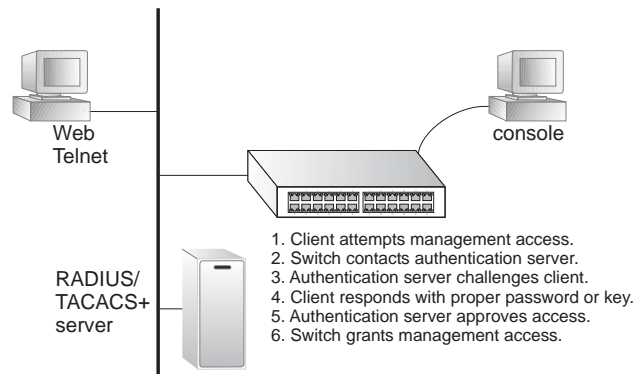 Web
Telnet
console
RADIUS/
TACACS+
server
1. Client attempts management access.
2. Switch contacts authentication server.
3. Authentication server challenges client.
4. Client responds with proper password or key.
5. Authentication server approves access.
6. Switch grants management access.